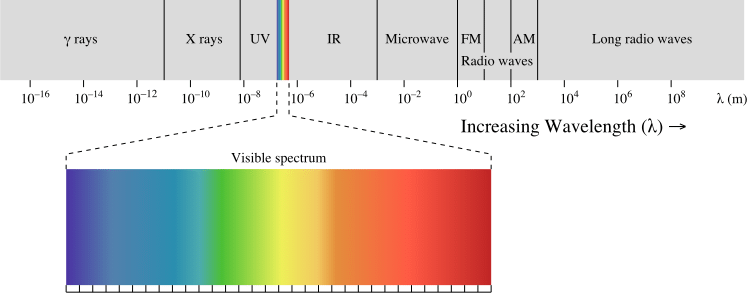 γ rays X rays UV IR Microwave FM AM Long radio waves
Radio waves
10⁻¹⁶ 10⁻¹⁴ 10⁻¹² 10⁻¹⁰ 10⁻⁸ 10⁻⁶ 10⁻⁴ 10⁻² 10⁰ 10² 10⁴ 10⁶ 10⁸ λ (m)
Increasing Wavelength (λ) →
Visible spectrum